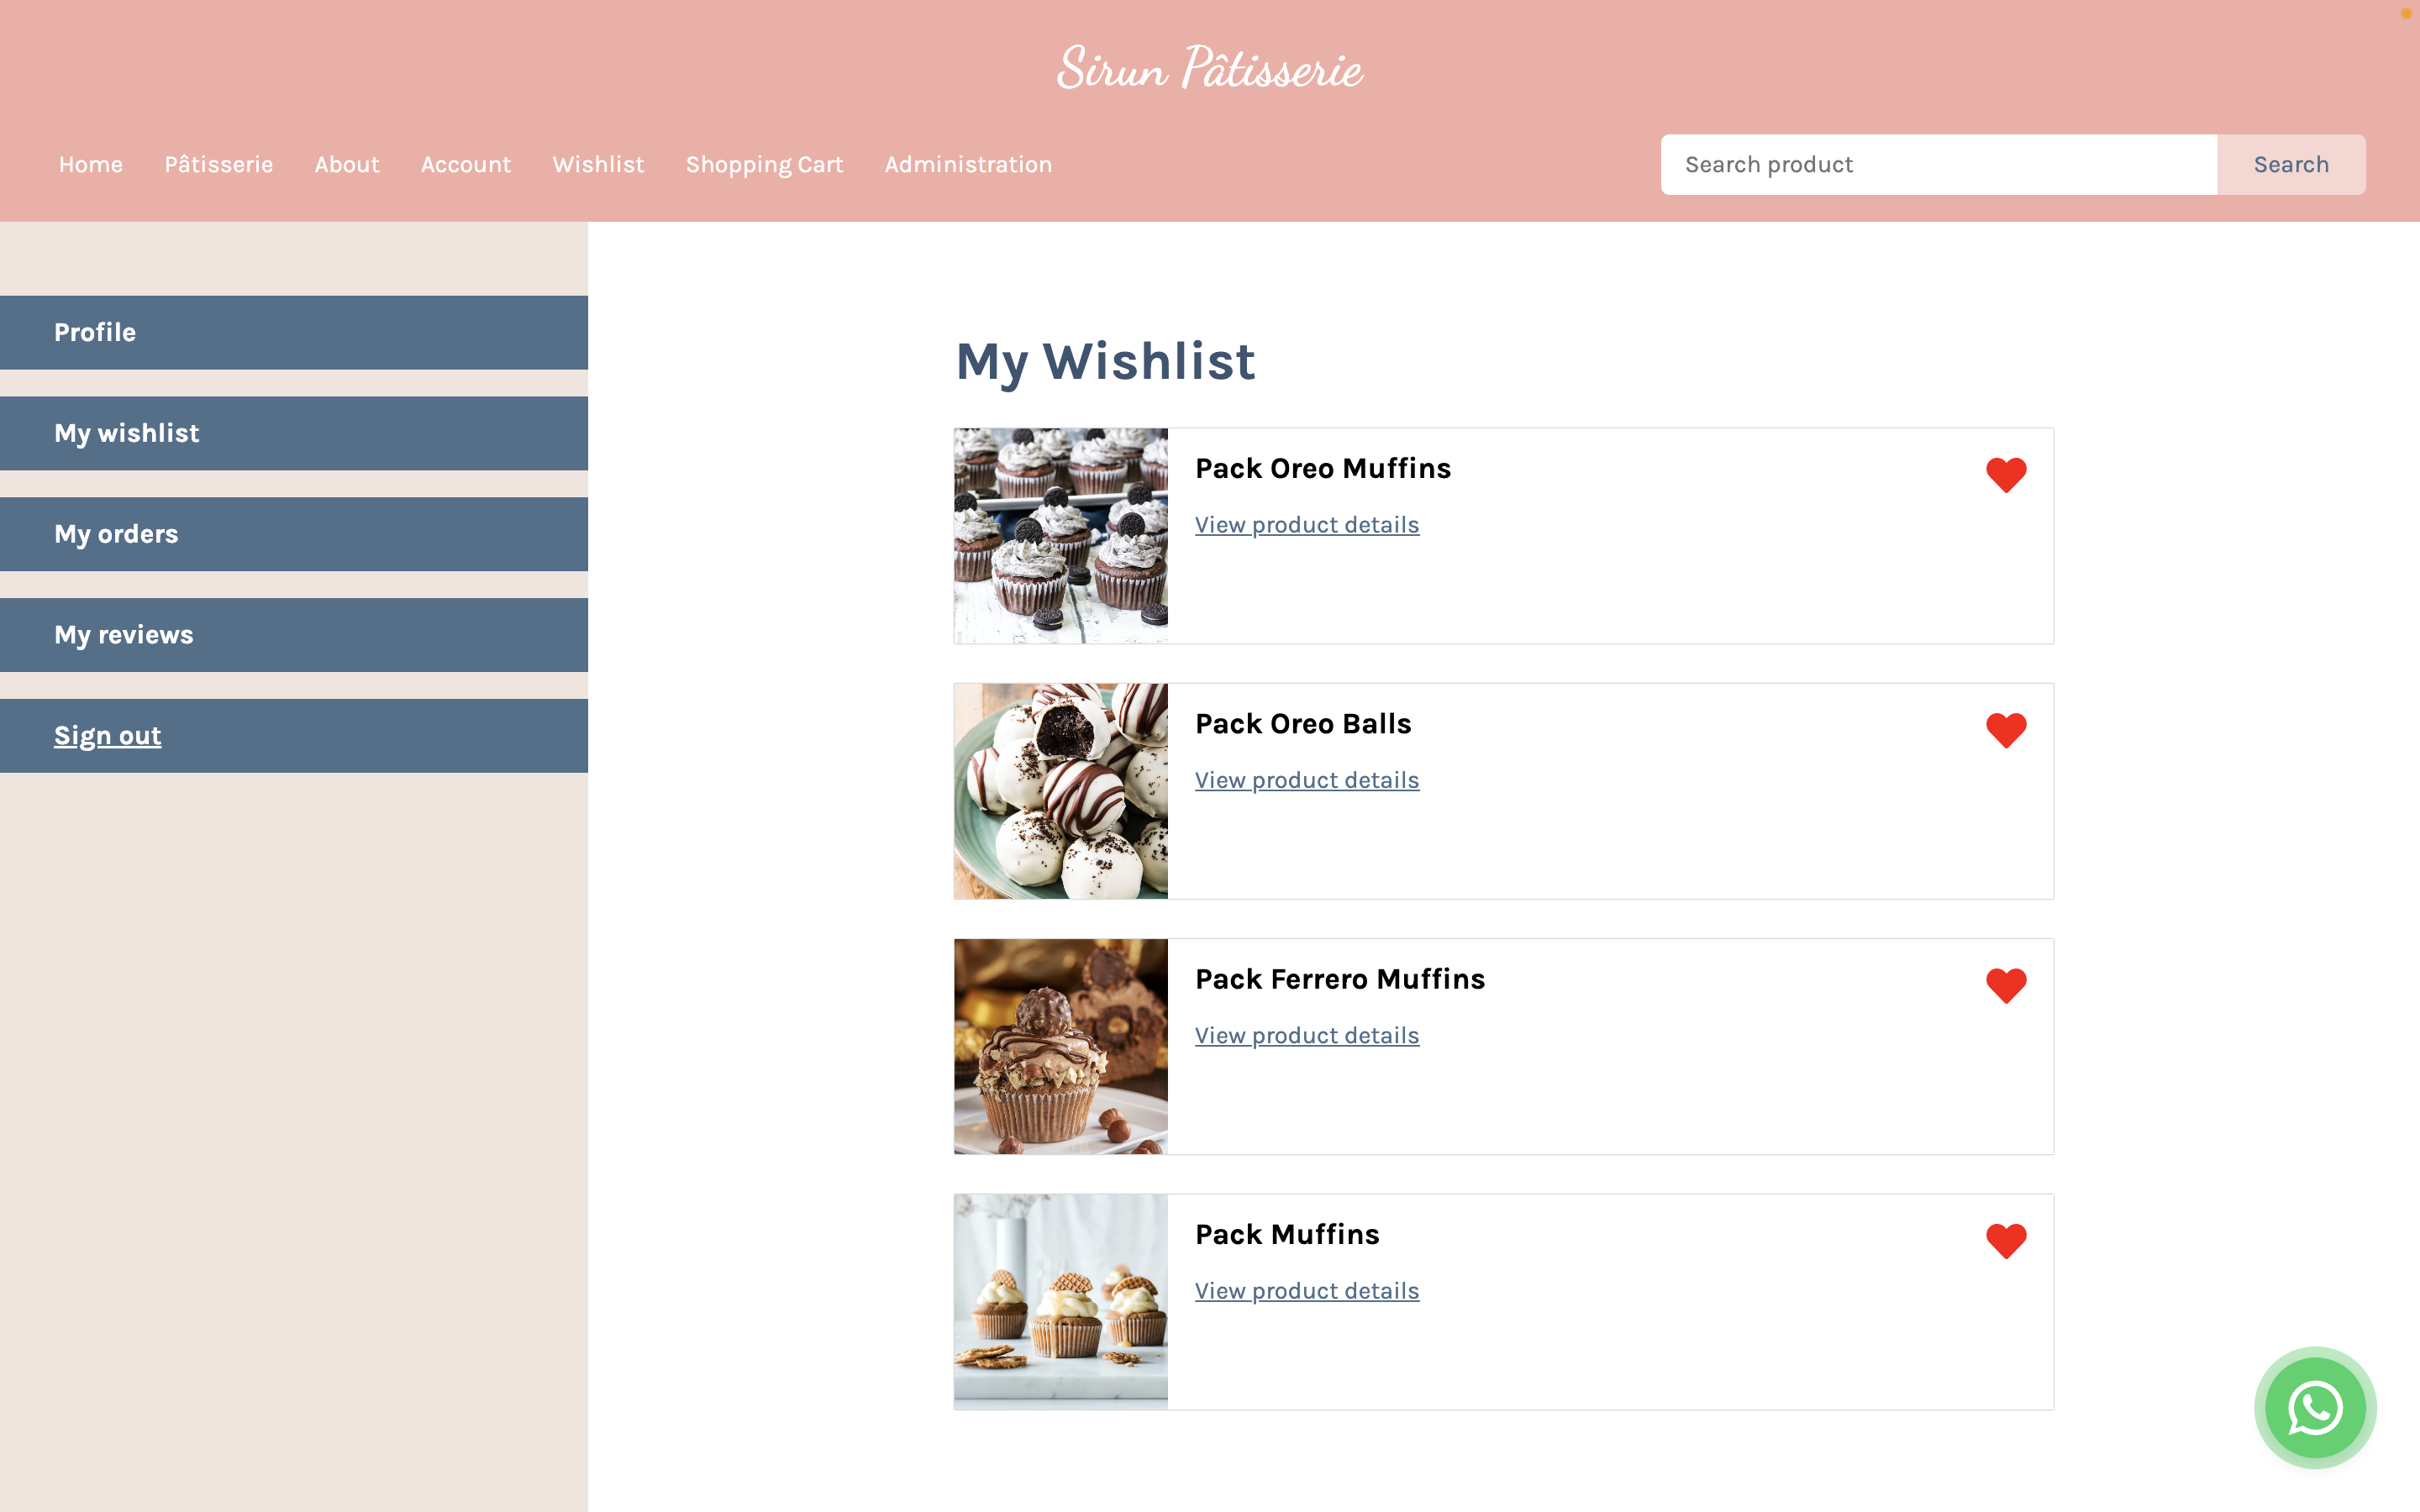 Sirun Pâtisserie
Home Pâtisserie About Account Wishlist Shopping Cart Administration
Search product Search
Profile
My wishlist
My orders
My reviews
Sign out
My Wishlist
Pack Oreo Muffins
View product details
Pack Oreo Balls
View product details
Pack Ferrero Muffins
View product details
Pack Muffins
View product details